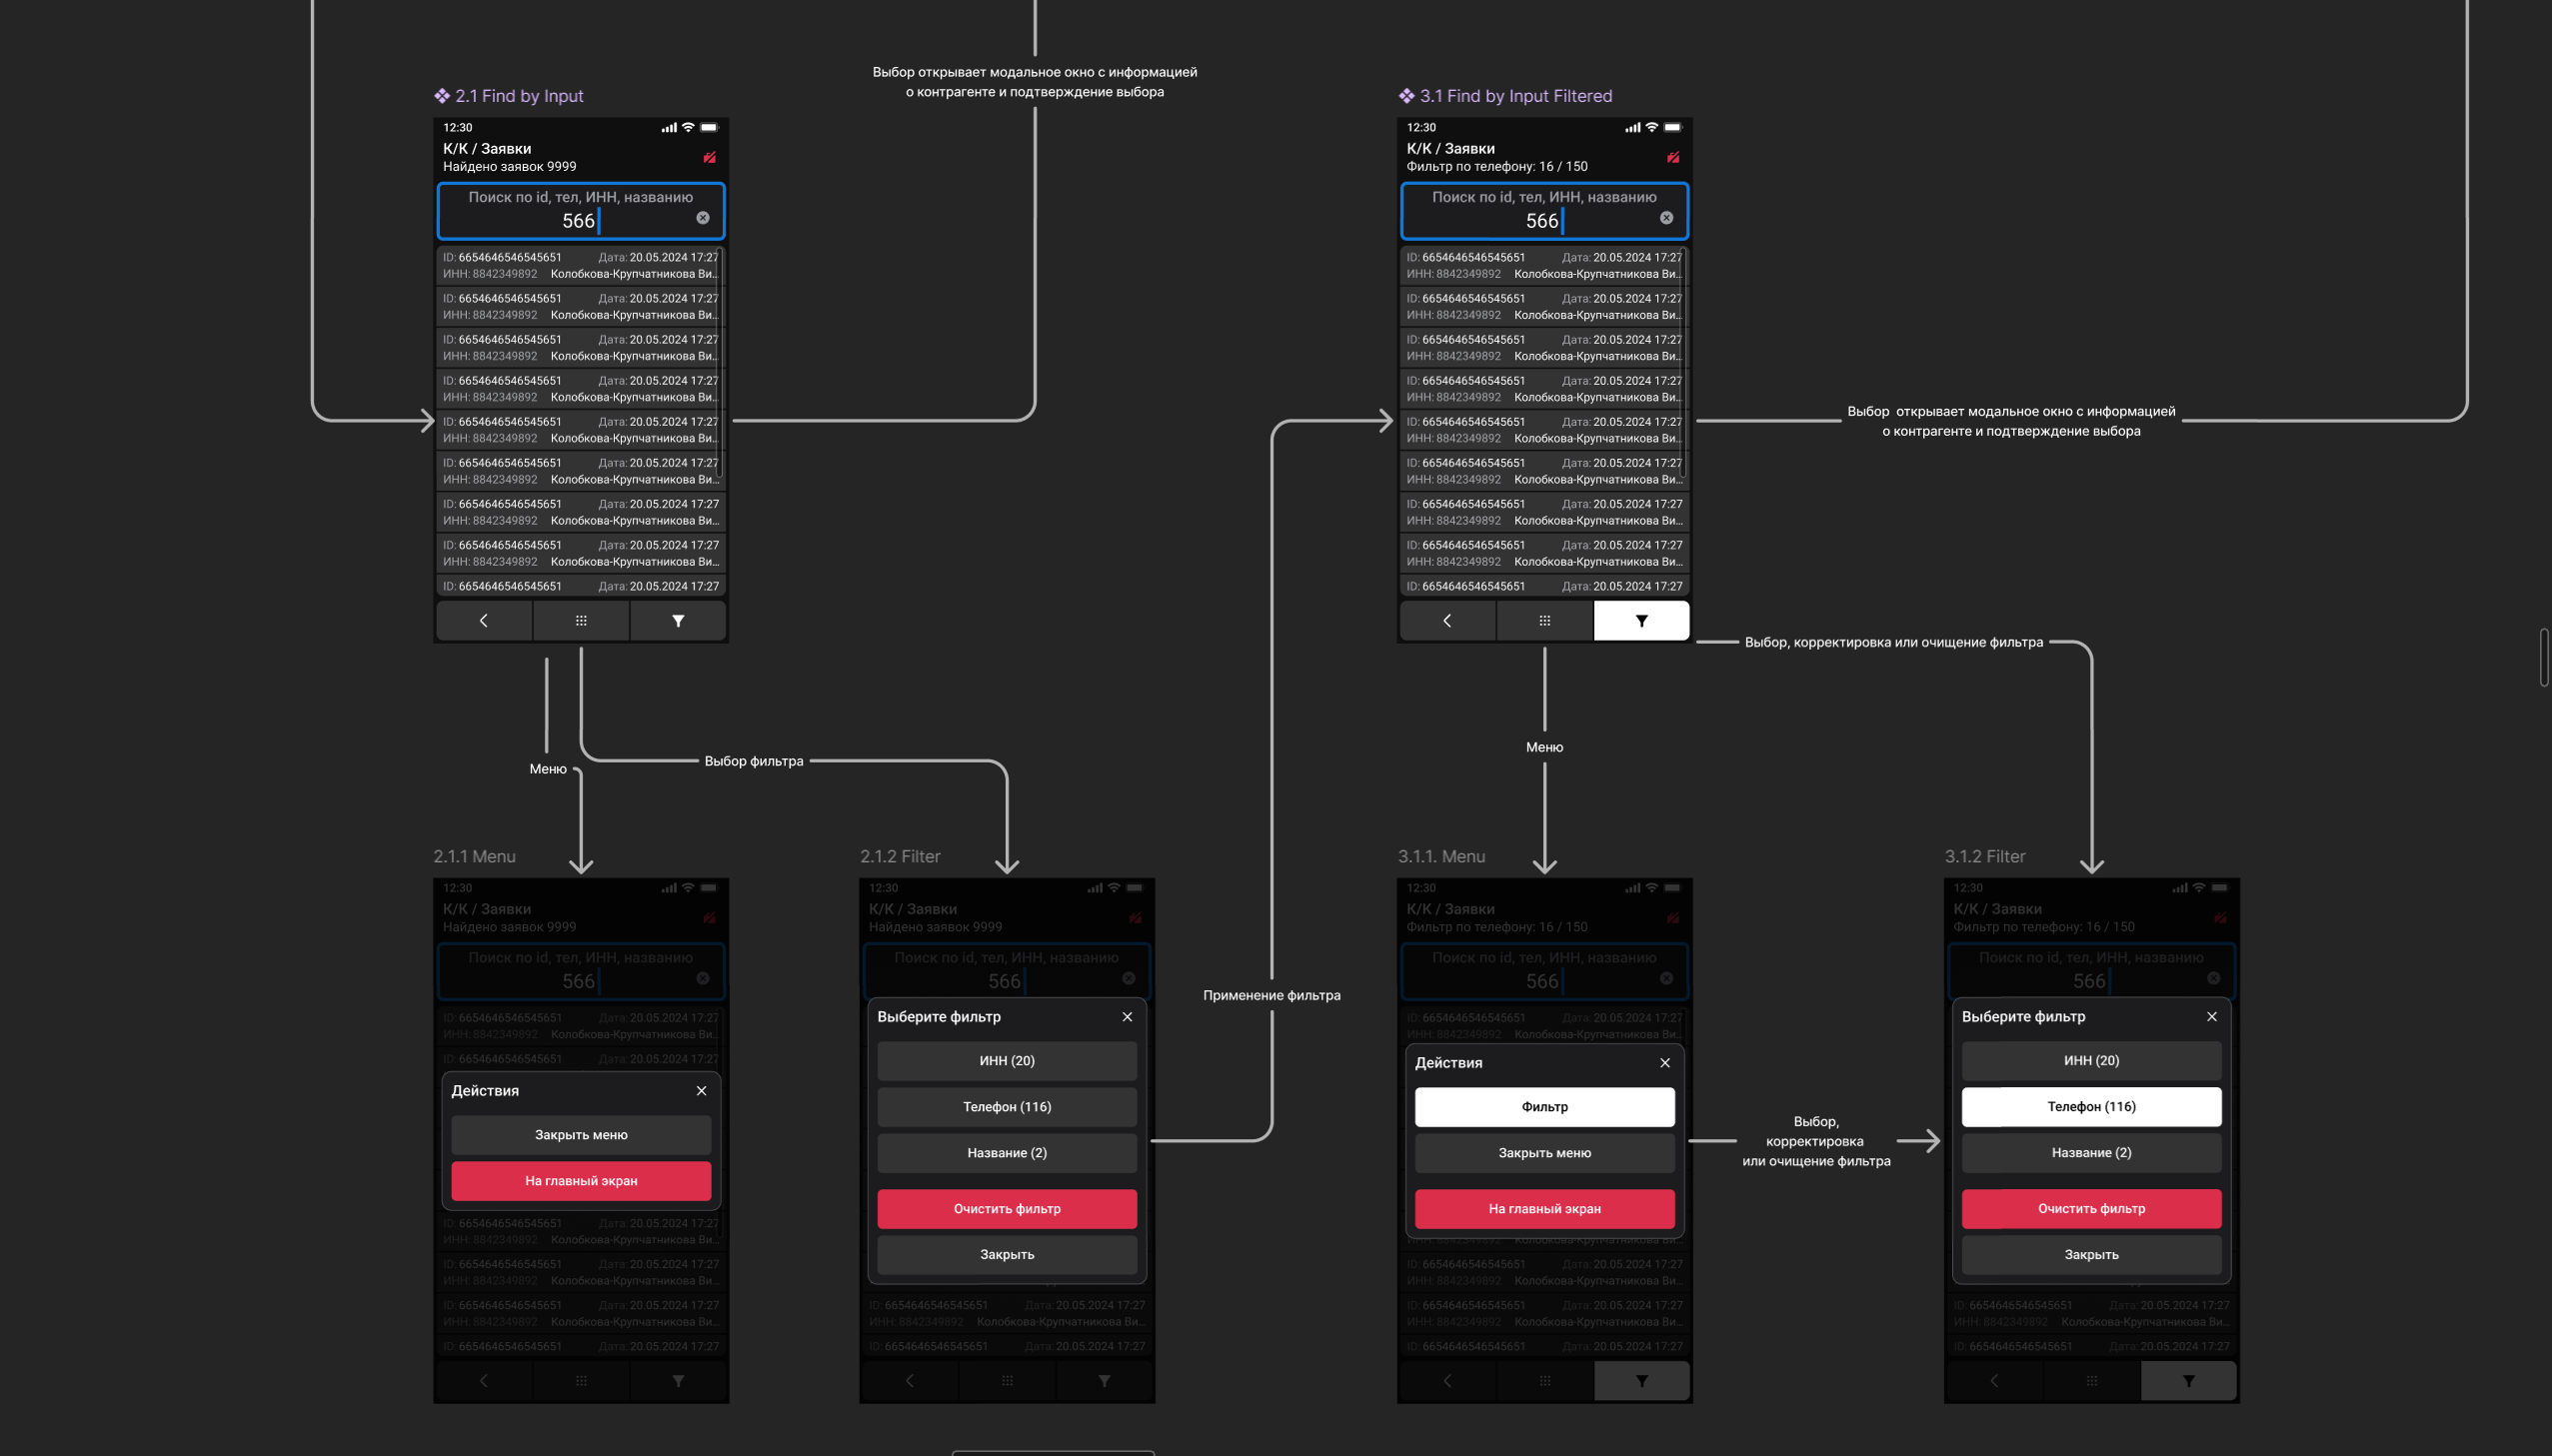 Выбор открывает модальное окно с информацией
о контрагенте и подтверждение выбора
2.1 Find by Input
12:30
К/К / Заявки
Найдено заявок 9999
Поиск по id, тел, ИНН, названию
566
ID: 6654646546545651 Дата: 20.05.2024 17:27
ИНН: 8842349892 Колобкова-Крупчатникова Ви...
ID: 6654646546545651 Дата: 20.05.2024 17:27
ИНН: 8842349892 Колобкова-Крупчатникова Ви...
ID: 6654646546545651 Дата: 20.05.2024 17:27
ИНН: 8842349892 Колобкова-Крупчатникова Ви...
ID: 6654646546545651 Дата: 20.05.2024 17:27
ИНН: 8842349892 Колобкова-Крупчатникова Ви...
ID: 6654646546545651 Дата: 20.05.2024 17:27
ИНН: 8842349892 Колобкова-Крупчатникова Ви...
ID: 6654646546545651 Дата: 20.05.2024 17:27
ИНН: 8842349892 Колобкова-Крупчатникова Ви...
ID: 6654646546545651 Дата: 20.05.2024 17:27
ИНН: 8842349892 Колобкова-Крупчатникова Ви...
ID: 6654646546545651 Дата: 20.05.2024 17:27
ИНН: 8842349892 Колобкова-Крупчатникова Ви...
ID: 6654646546545651 Дата: 20.05.2024 17:27
3.1 Find by Input Filtered
12:30
К/К / Заявки
Фильтр по телефону: 16 / 150
Поиск по id, тел, ИНН, названию
566
ID: 6654646546545651 Дата: 20.05.2024 17:27
ИНН: 8842349892 Колобкова-Крупчатникова Ви...
ID: 6654646546545651 Дата: 20.05.2024 17:27
ИНН: 8842349892 Колобкова-Крупчатникова Ви...
ID: 6654646546545651 Дата: 20.05.2024 17:27
ИНН: 8842349892 Колобкова-Крупчатникова Ви...
ID: 6654646546545651 Дата: 20.05.2024 17:27
ИНН: 8842349892 Колобкова-Крупчатникова Ви...
ID: 6654646546545651 Дата: 20.05.2024 17:27
ИНН: 8842349892 Колобкова-Крупчатникова Ви...
ID: 6654646546545651 Дата: 20.05.2024 17:27
ИНН: 8842349892 Колобкова-Крупчатникова Ви...
ID: 6654646546545651 Дата: 20.05.2024 17:27
ИНН: 8842349892 Колобкова-Крупчатникова Ви...
ID: 6654646546545651 Дата: 20.05.2024 17:27
ИНН: 8842349892 Колобкова-Крупчатникова Ви...
ID: 6654646546545651 Дата: 20.05.2024 17:27
Выбор открывает модальное окно с информацией
о контрагенте и подтверждение выбора
Выбор, корректировка или очищение фильтра
Меню
Выбор фильтра
Меню
2.1.1 Menu
12:30
К/К / Заявки
Найдено заявок 9999
Поиск по id, тел, ИНН, названию
566
ID: 6654646546545651 Дата: 20.05.2024 17:27
ИНН: 8842349892 Колобкова-Крупчатникова Ви...
ID: 6654646546545651 Дата: 20.05.2024 17:27
Действия
Закрыть меню
На главный экран
ID: 6654646546545651 Дата: 20.05.2024 17:27
ИНН: 8842349892 Колобкова-Крупчатникова Ви...
ID: 6654646546545651 Дата: 20.05.2024 17:27
ИНН: 8842349892 Колобкова-Крупчатникова Ви...
ID: 6654646546545651 Дата: 20.05.2024 17:27
ИНН: 8842349892 Колобкова-Крупчатникова Ви...
ID: 6654646546545651 Дата: 20.05.2024 17:27
2.1.2 Filter
12:30
К/К / Заявки
Найдено заявок 9999
Поиск по id, тел, ИНН, названию
566
Выберите фильтр
ИНН (20)
Телефон (116)
Название (2)
Очистить фильтр
Закрыть
ID: 6654646546545651 Дата: 20.05.2024 17:27
ИНН: 8842349892 Колобкова-Крупчатникова Ви...
ID: 6654646546545651 Дата: 20.05.2024 17:27
Применение фильтра
3.1.1. Menu
12:30
К/К / Заявки
Фильтр по телефону: 16 / 150
Поиск по id, тел, ИНН, названию
566
ID: 6654646546545651 Дата: 20.05.2024 17:27
ИНН: 8842349892 Колобкова-Крупчатникова Ви...
Действия
Фильтр
Закрыть меню
На главный экран
ИНН: 8842349892 Колобкова-Крупчатникова Ви...
ID: 6654646546545651 Дата: 20.05.2024 17:27
ИНН: 8842349892 Колобкова-Крупчатникова Ви...
ID: 6654646546545651 Дата: 20.05.2024 17:27
ИНН: 8842349892 Колобкова-Крупчатникова Ви...
ID: 6654646546545651 Дата: 20.05.2024 17:27
Выбор,
корректировка
или очищение фильтра
3.1.2 Filter
12:30
К/К / Заявки
Фильтр по телефону: 16 / 150
Поиск по id, тел, ИНН, названию
566
Выберите фильтр
ИНН (20)
Телефон (116)
Название (2)
Очистить фильтр
Закрыть
ID: 6654646546545651 Дата: 20.05.2024 17:27
ИНН: 8842349892 Колобкова-Крупчатникова Ви...
ID: 6654646546545651 Дата: 20.05.2024 17:27